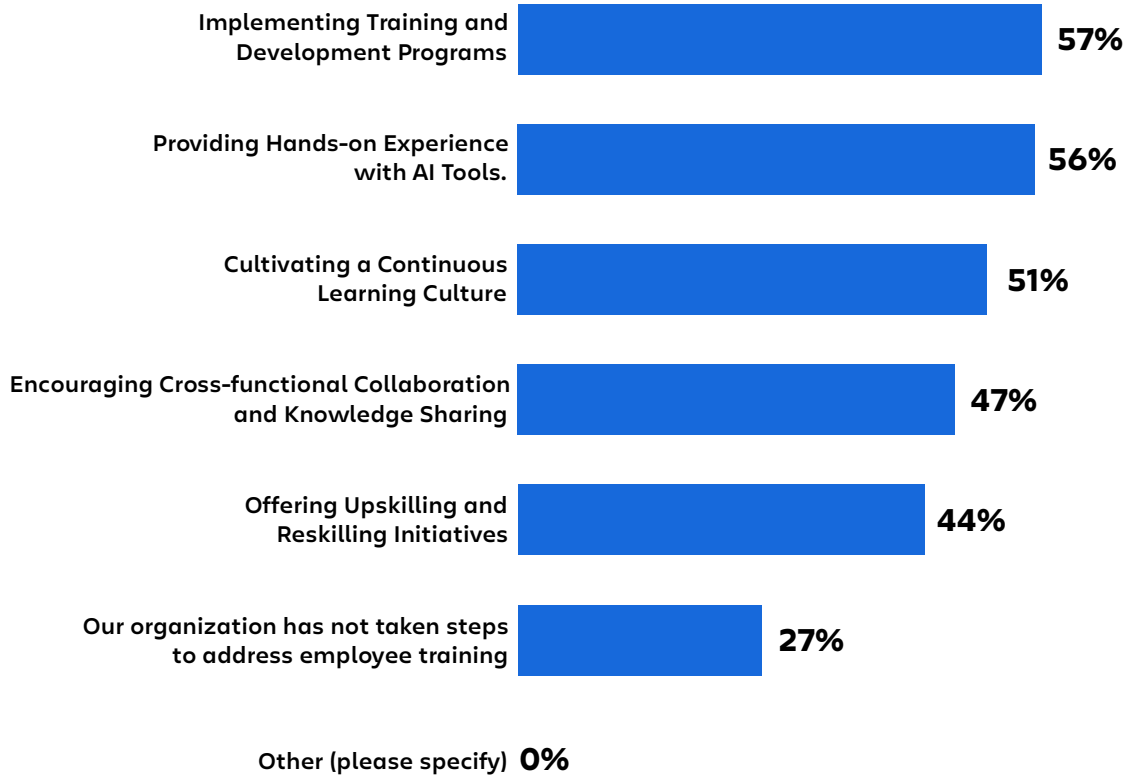 Implementing Training and
Development Programs
57%
Providing Hands-on Experience
with AI Tools.
56%
Cultivating a Continuous
Learning Culture
51%
Encouraging Cross-functional Collaboration
and Knowledge Sharing
47%
Offering Upskilling and
Reskilling Initiatives
44%
Our organization has not taken steps
to address employee training
27%
Other (please specify) 0%